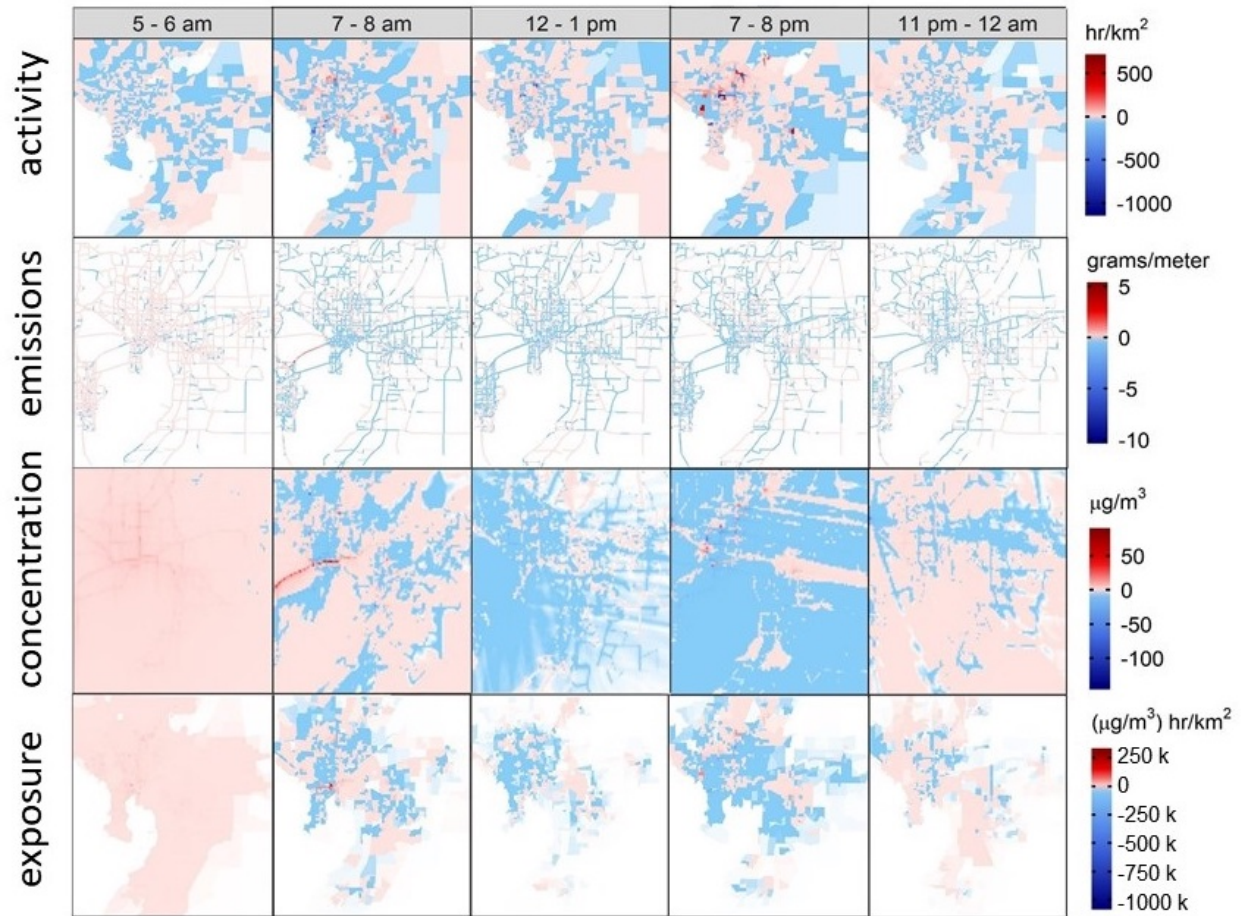 5 - 6 am 7 - 8 am 12 - 1 pm 7 - 8 pm 11 pm - 12 am
activity
hr/km²
500
0
-500
-1000
emissions
grams/meter
5
0
-5
-10
concentration
µg/m³
50
0
-50
-100
exposure
(µg/m³) hr/km²
250 k
0
-250 k
-500 k
-750 k
-1000 k